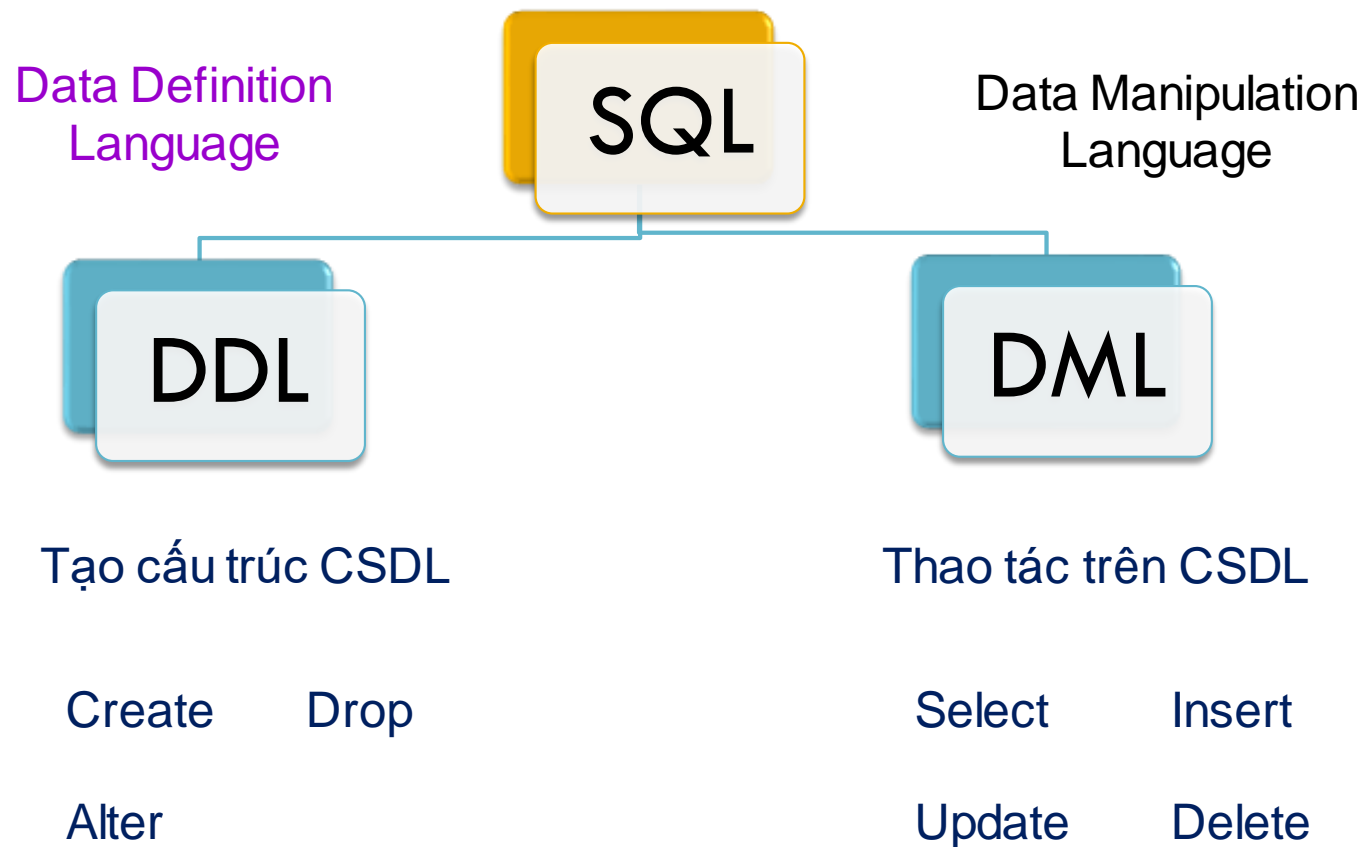 SQL
Data Definition
Language
Data Manipulation
Language
DDL
DML
Tạo cấu trúc CSDL
Thao tác trên CSDL
Create Drop
Select Insert
Alter
Update Delete